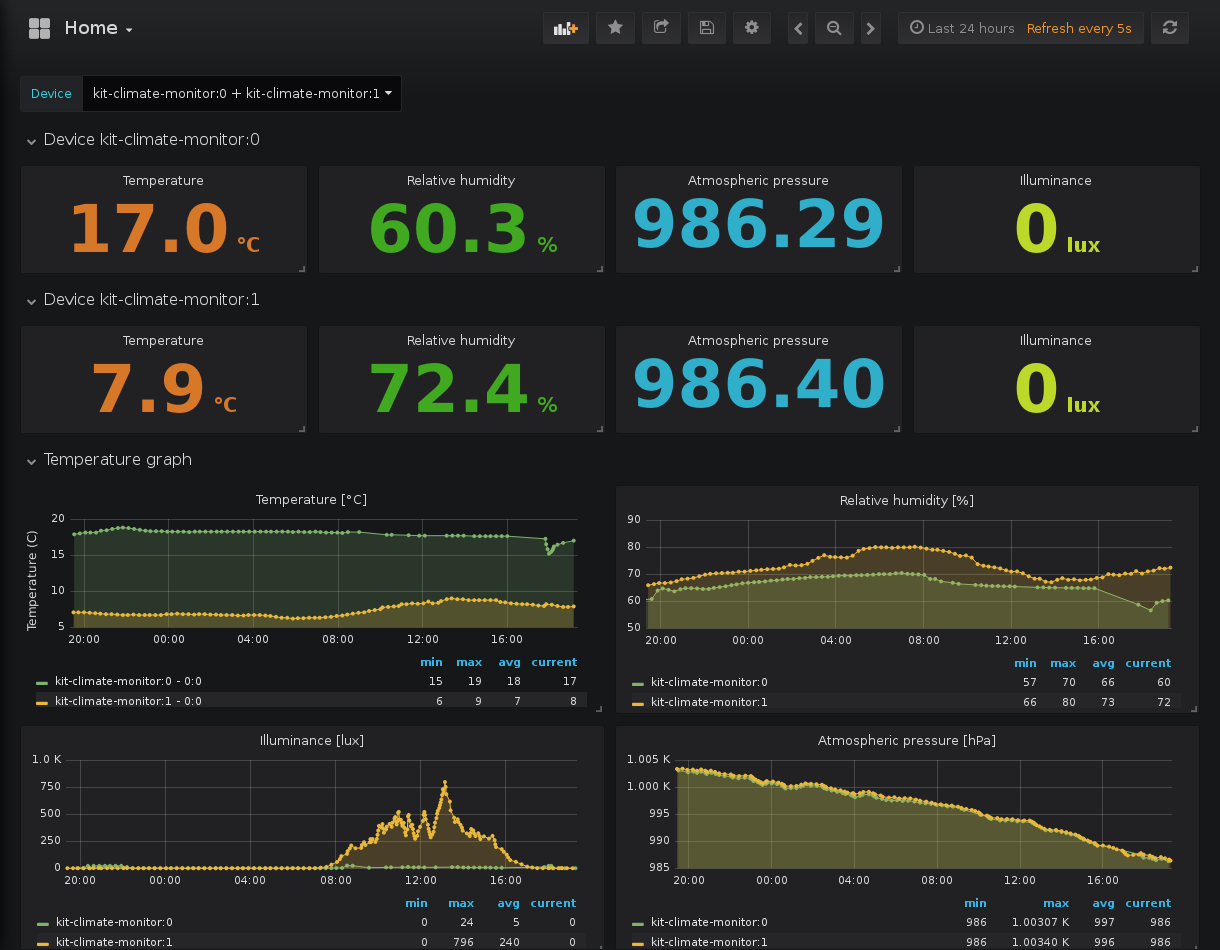 Home
Last 24 hours Refresh every 5s
Device kit-climate-monitor:0 + kit-climate-monitor:1
Device kit-climate-monitor:0
Temperature Relative humidity Atmospheric pressure Illuminance
17.0 °C 60.3 % 986.29 0 lux
Device kit-climate-monitor:1
Temperature Relative humidity Atmospheric pressure Illuminance
7.9 °C 72.4 % 986.40 0 lux
Temperature graph
Temperature [°C]
Temperature (C)
20
15
10
5
20:00 00:00 04:00 08:00 12:00 16:00
min max avg current
kit-climate-monitor:0 - 0:0 15 19 18 17
kit-climate-monitor:1 - 0:0 6 9 7 8
Relative humidity [%]
90
80
70
60
50
20:00 00:00 04:00 08:00 12:00 16:00
min max avg current
kit-climate-monitor:0 57 70 66 60
kit-climate-monitor:1 66 80 73 72
Illuminance [lux]
1.0 K
750
500
250
0
20:00 00:00 04:00 08:00 12:00 16:00
min max avg current
kit-climate-monitor:0 0 24 5 0
kit-climate-monitor:1 0 796 240 0
Atmospheric pressure [hPa]
1.005 K
1.000 K
995
990
985
20:00 00:00 04:00 08:00 12:00 16:00
min max avg current
kit-climate-monitor:0 986 1.00307 K 997 986
kit-climate-monitor:1 986 1.00340 K 996 986